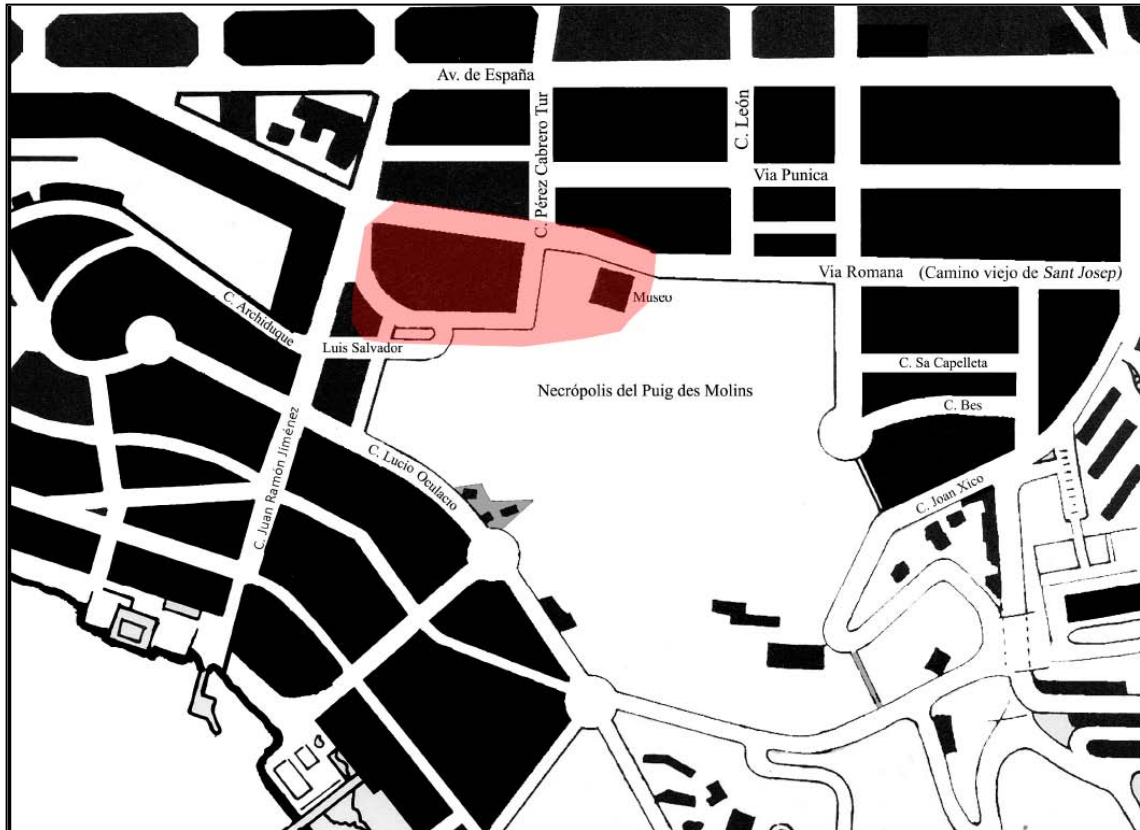 Av. de España
C. Pérez Cabrero Tur
C. León
Via Punica
Via Romana (Camino viejo de Sant Josep)
Museo
C. Archiduque
Luis Salvador
C. Sa Capelleta
Necrópolis del Puig des Molins
C. Bes
C. Juan Ramón Jiménez
C. Lucio Oculacio
C. Joan Xico